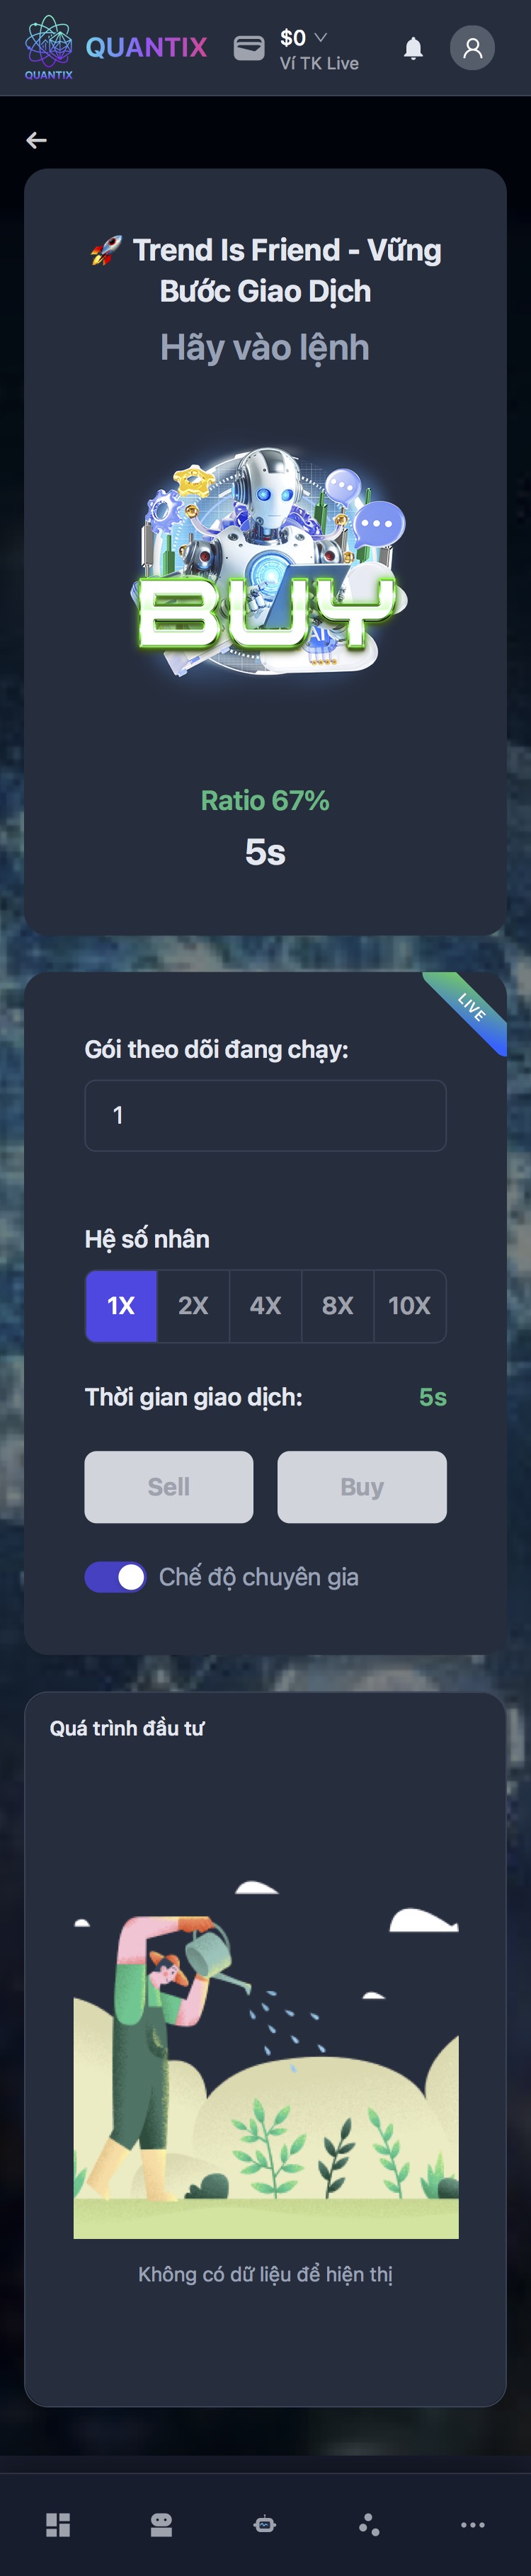 QUANTIX
QUANTIX
$0
Ví TK Live
🚀 Trend Is Friend - Vững
Bước Giao Dịch
Hãy vào lệnh
BUY
AI
Ratio 67%
5s
LIVE
Gói theo dõi đang chạy:
1
Hệ số nhân
1X 2X 4X 8X 10X
Thời gian giao dịch: 5s
Sell Buy
Chế độ chuyên gia
Quá trình đầu tư
Không có dữ liệu để hiện thị